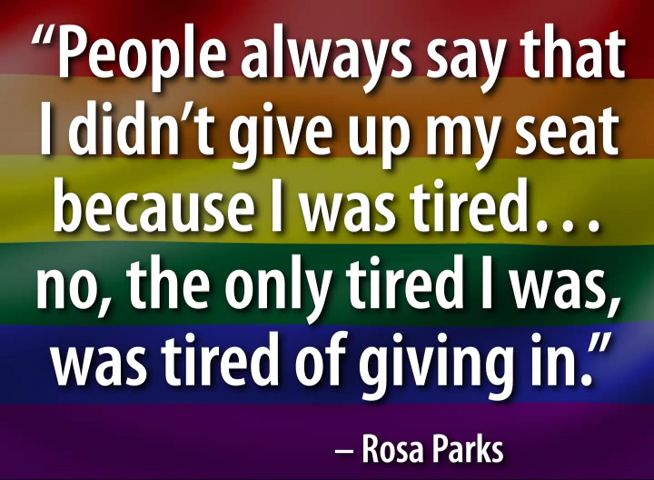 “People always say that
I didn’t give up my seat
because I was tired…
no, the only tired I was,
was tired of giving in.”
– Rosa Parks